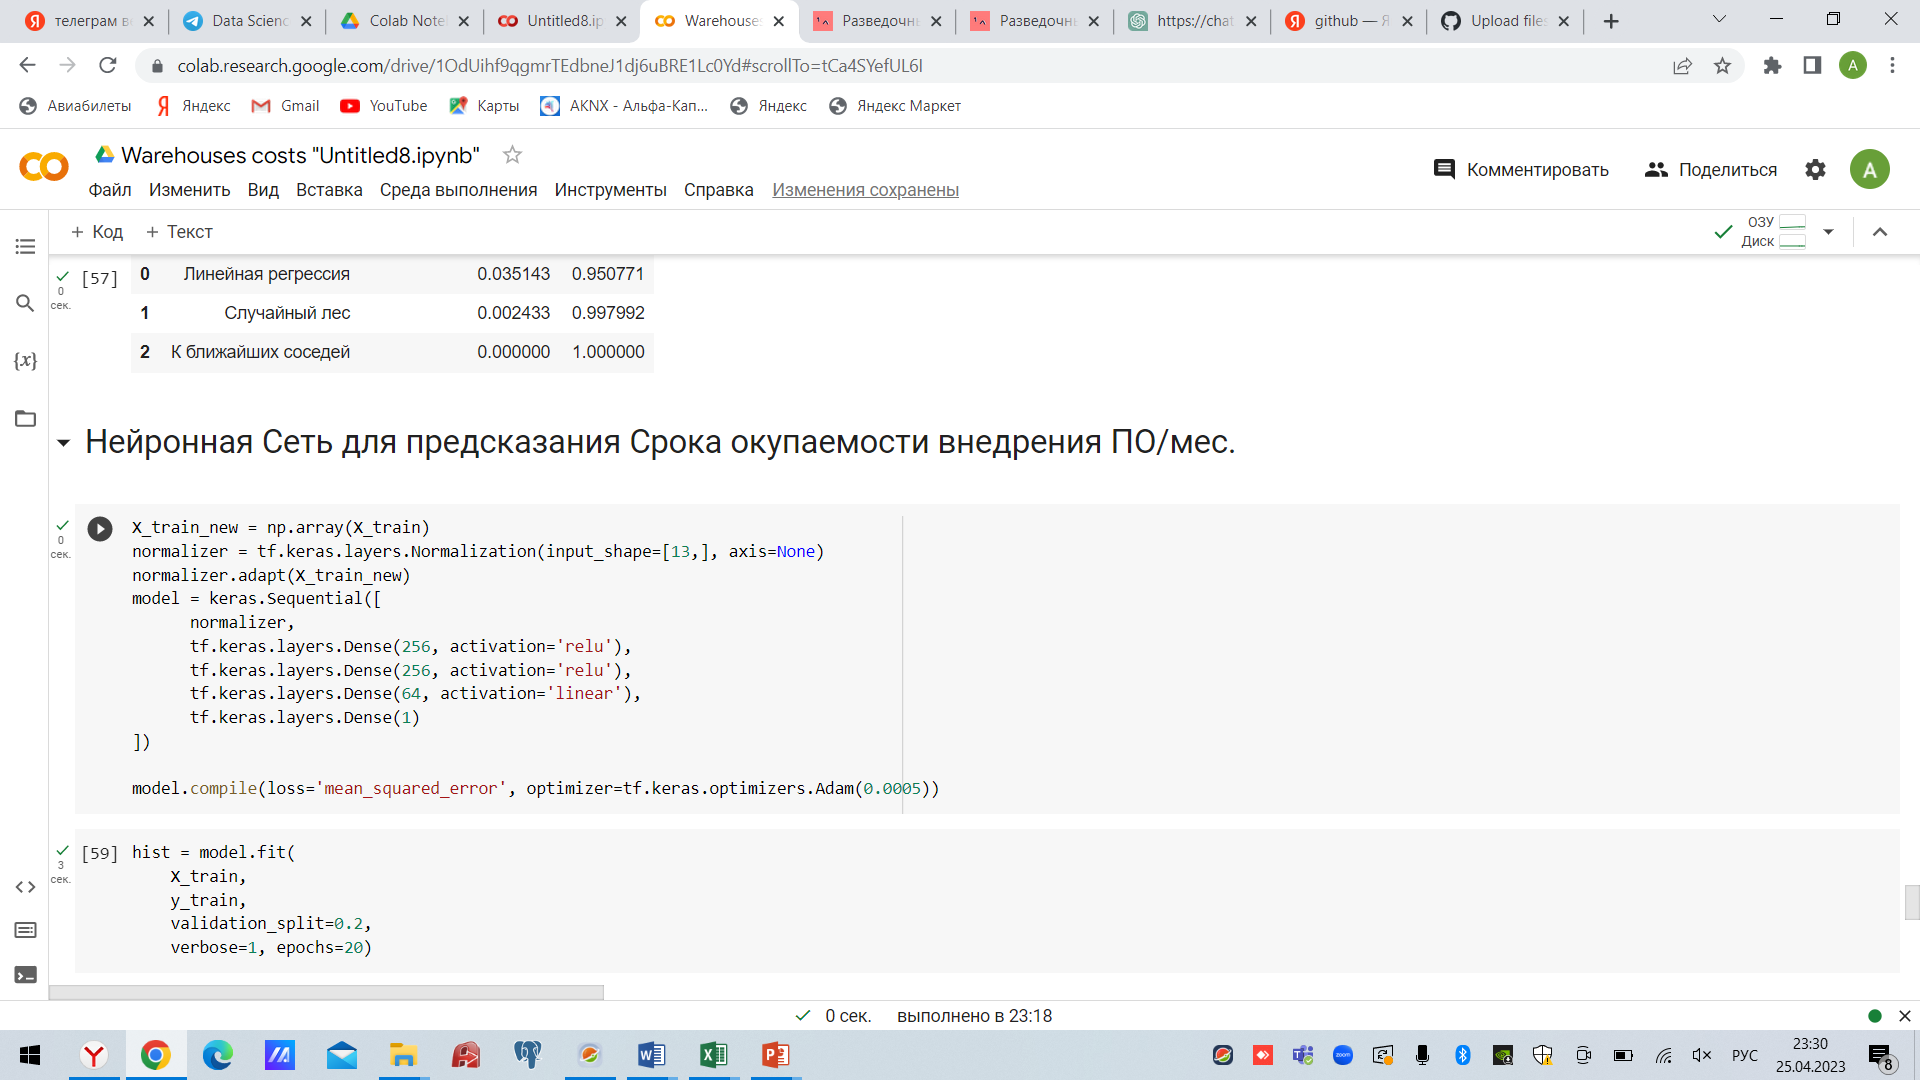 телеграм ве
Data Scienc
Colab Note
Untitled8.ip
Warehouse
Разведочн
Разведочн
https://chat
github — Я
Upload files
colab.research.google.com/drive/1OdUihf9qgmrTEdbneJ1dj6uBRE1Lc0Yd#scrollTo=tCa4SYefUL6I
A
Авиабилеты
Яндекс
Gmail
YouTube
Карты
AKNX - Альфа-Кап...
Яндекс
Яндекс Маркет
Warehouses costs "Untitled8.ipynb"
Файл Изменить Вид Вставка Среда выполнения Инструменты Справка Изменения сохранены
Комментировать
Поделиться
A
+ Код + Текст
ОЗУ
Диск
0
сек.
[57]
0 Линейная регрессия 0.035143 0.950771
1 Случайный лес 0.002433 0.997992
2 К ближайших соседей 0.000000 1.000000
Нейронная Сеть для предсказания Срока окупаемости внедрения ПО/мес.
0
сек.
X_train_new = np.array(X_train)
normalizer = tf.keras.layers.Normalization(input_shape=[13,], axis=None)
normalizer.adapt(X_train_new)
model = keras.Sequential([
normalizer,
tf.keras.layers.Dense(256, activation='relu'),
tf.keras.layers.Dense(256, activation='relu'),
tf.keras.layers.Dense(64, activation='linear'),
tf.keras.layers.Dense(1)
])
model.compile(loss='mean_squared_error', optimizer=tf.keras.optimizers.Adam(0.0005))
3
сек.
[59]
hist = model.fit(
X_train,
y_train,
validation_split=0.2,
verbose=1, epochs=20)
0 сек. выполнено в 23:18
РУС
23:30
25.04.2023
8